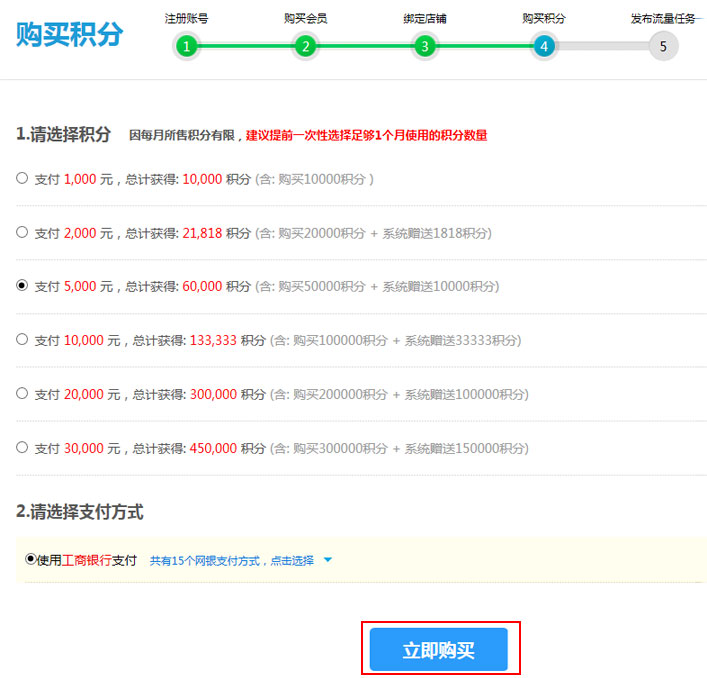 购买积分
注册账号 购买会员 绑定店铺 购买积分 发布流量任务
1 2 3 4 5
1.请选择积分 因每月所售积分有限，建议提前一次性选择足够1个月使用的积分数量
支付 1,000 元，总计获得: 10,000 积分 (含: 购买10000积分 )
支付 2,000 元，总计获得: 21,818 积分 (含: 购买20000积分 + 系统赠送1818积分)
支付 5,000 元，总计获得: 60,000 积分 (含: 购买50000积分 + 系统赠送10000积分)
支付 10,000 元，总计获得: 133,333 积分 (含: 购买100000积分 + 系统赠送33333积分)
支付 20,000 元，总计获得: 300,000 积分 (含: 购买200000积分 + 系统赠送100000积分)
支付 30,000 元，总计获得: 450,000 积分 (含: 购买300000积分 + 系统赠送150000积分)
2.请选择支付方式
使用工商银行支付 共有15个网银支付方式，点击选择
立即购买